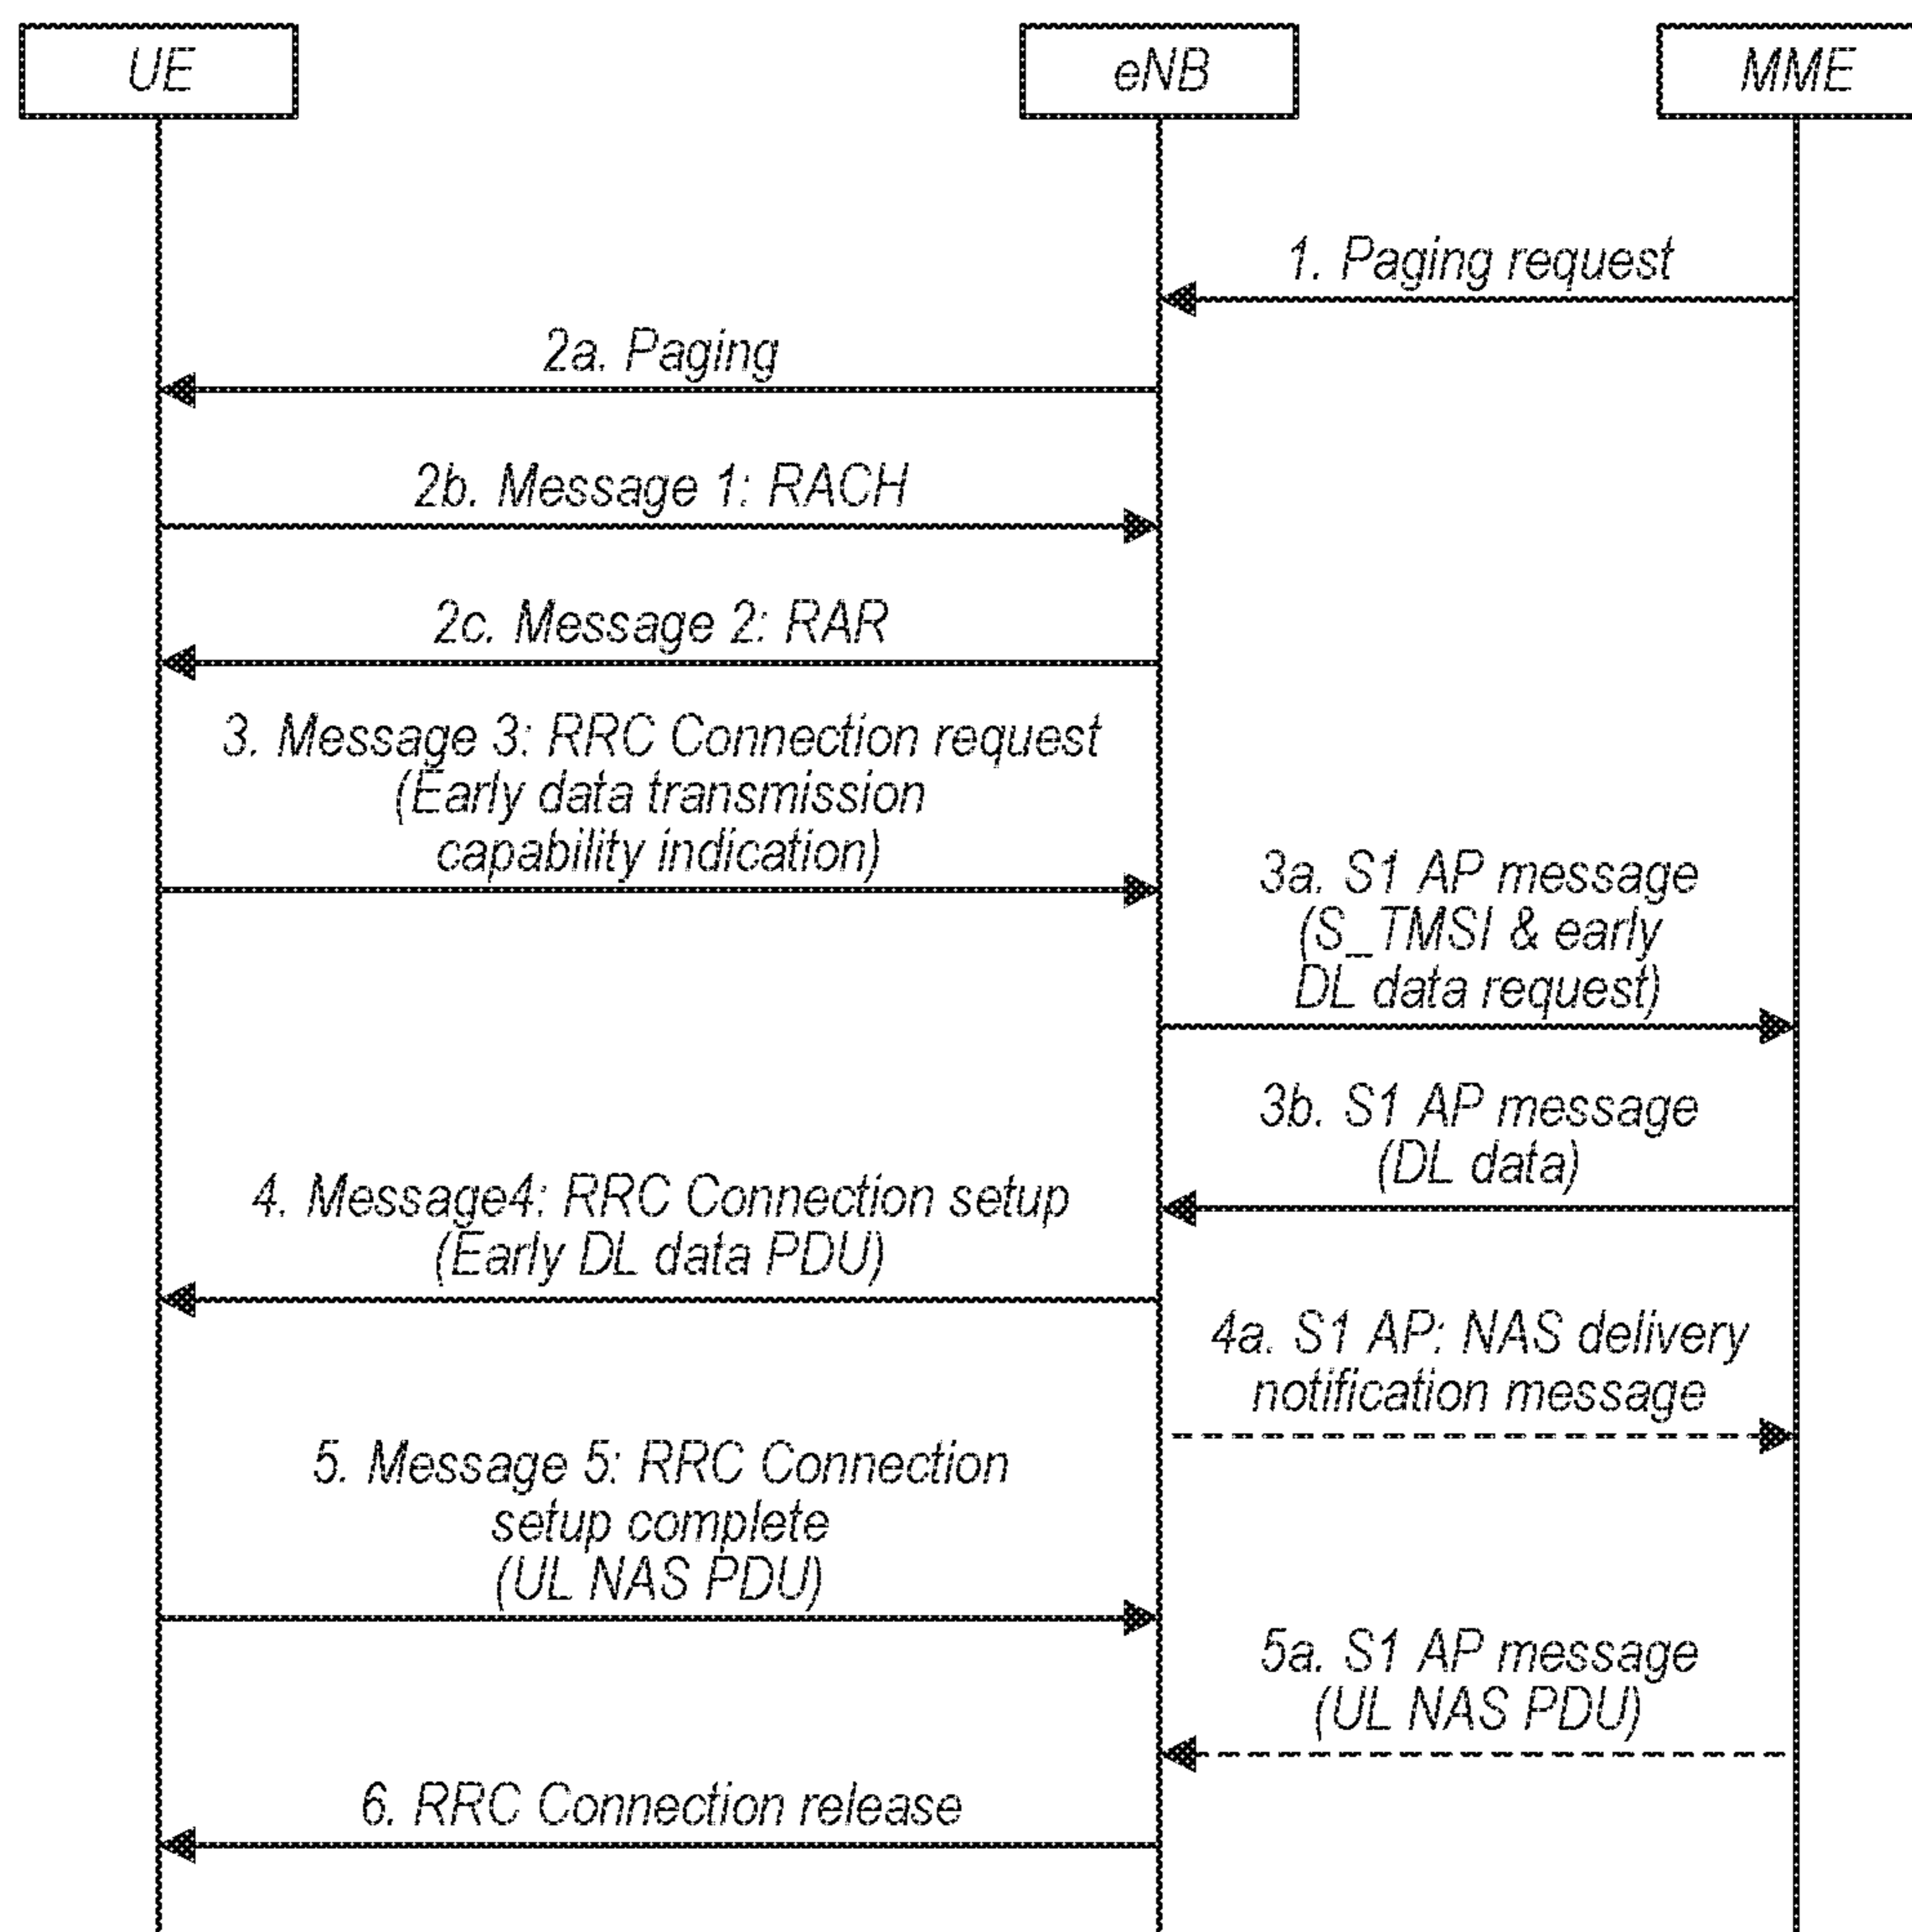 UE
eNB
MME
1. Paging request
2a. Paging
2b. Message 1: RACH
2c. Message 2: RAR
3. Message 3: RRC Connection request
(Early data transmission
capability indication)
3a. S1 AP message
(S_TMSI & early
DL data request)
3b. S1 AP message
(DL data)
4. Message4: RRC Connection setup
(Early DL data PDU)
4a. S1 AP: NAS delivery
notification message
5. Message 5: RRC Connection
setup complete
(UL NAS PDU)
5a. S1 AP message
(UL NAS PDU)
6. RRC Connection release